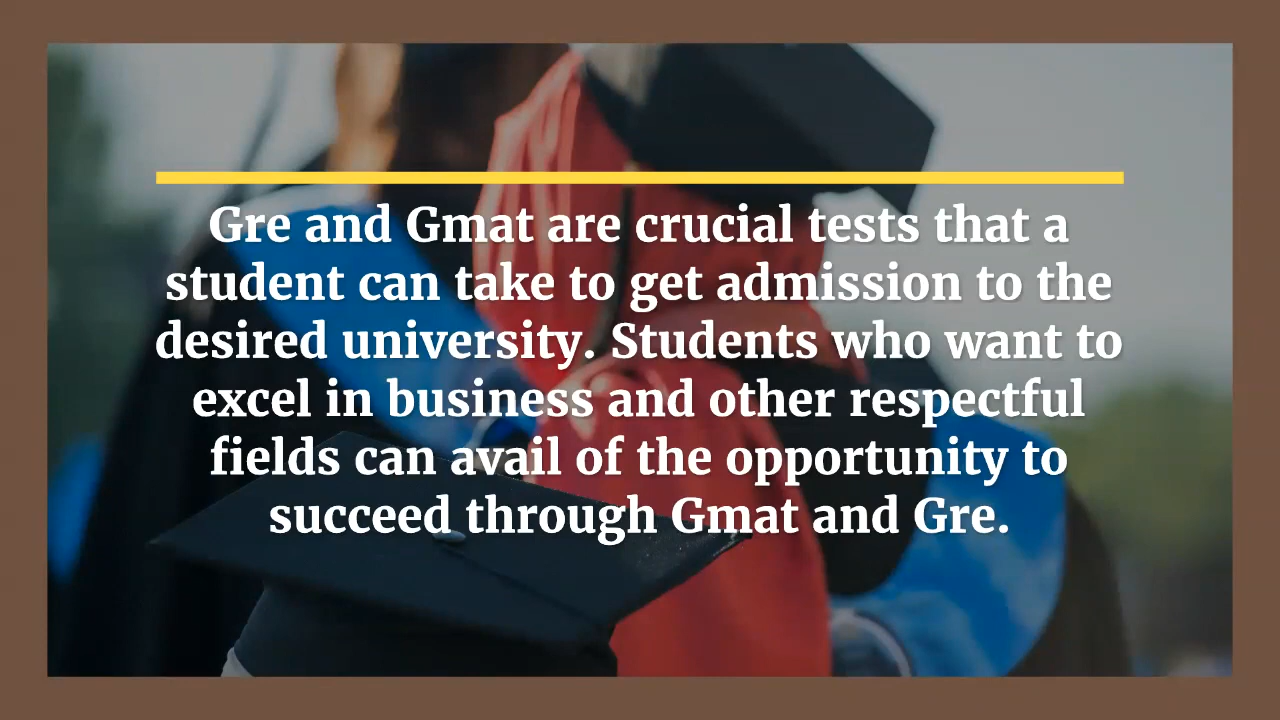 Gre and Gmat are crucial tests that a
student can take to get admission to the
desired university. Students who want to
excel in business and other respectful
fields can avail of the opportunity to
succeed through Gmat and Gre.